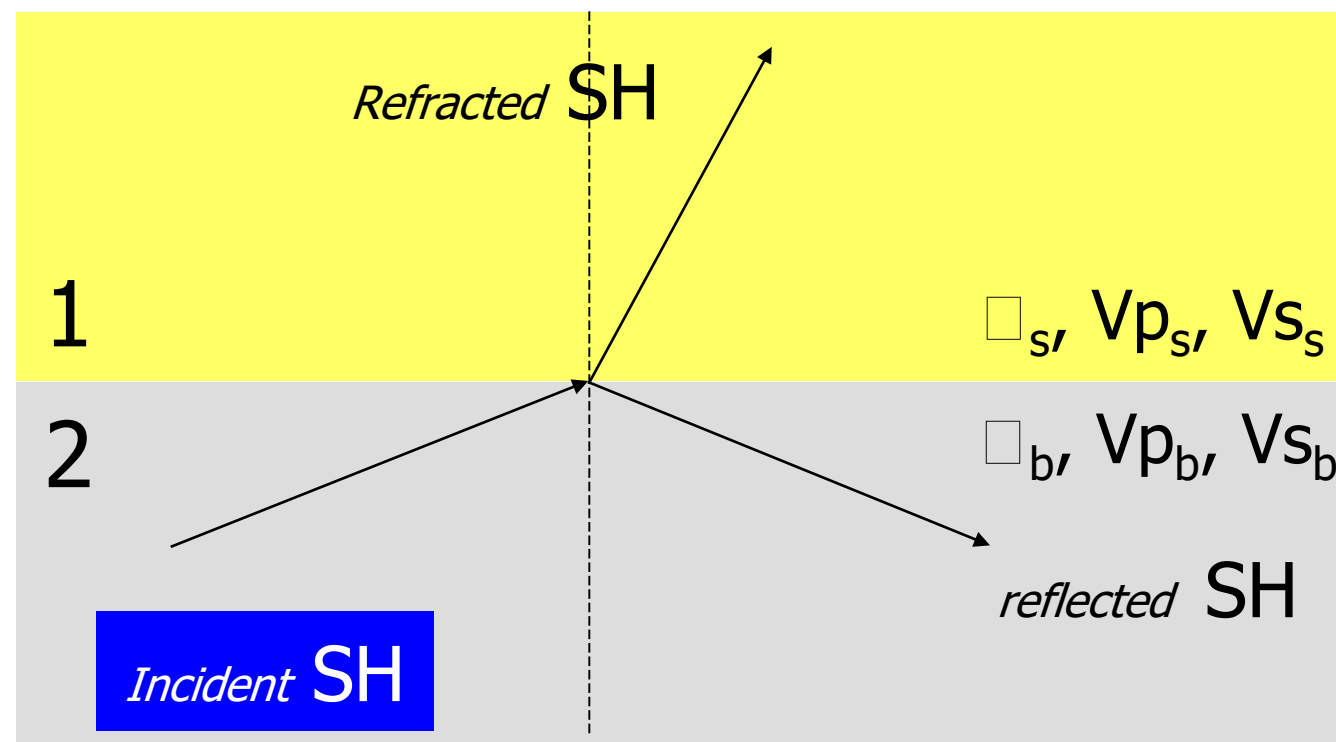 Refracted SH
1
□s, Vps, Vss
2
□b, Vpb, Vsb
reflected SH
Incident SH